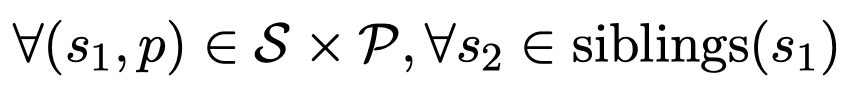 ∀(s₁, p) ∈ 𝒮 × 𝒫, ∀s₂ ∈ siblings(s₁)